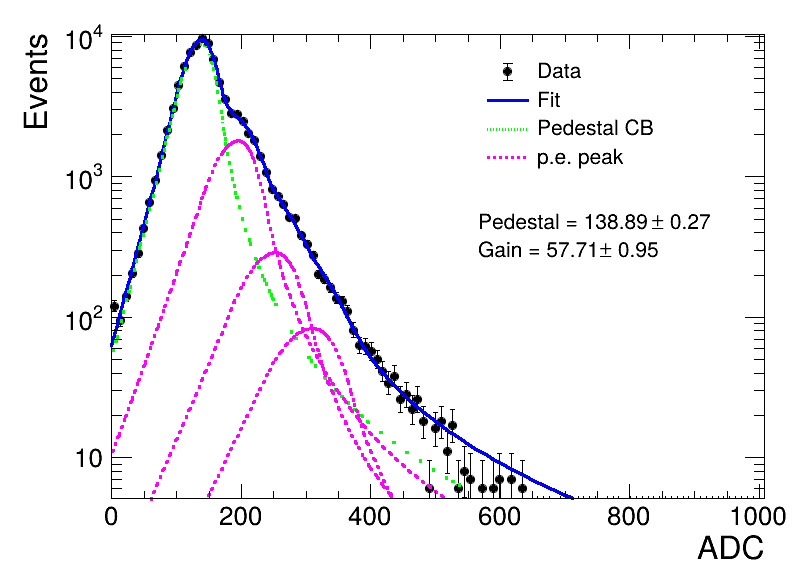 Events
10^4
10^3
10^2
10
Data
Fit
Pedestal CB
p.e. peak
Pedestal = 138.89± 0.27
Gain = 57.71± 0.95
0 200 400 600 800 1000
ADC